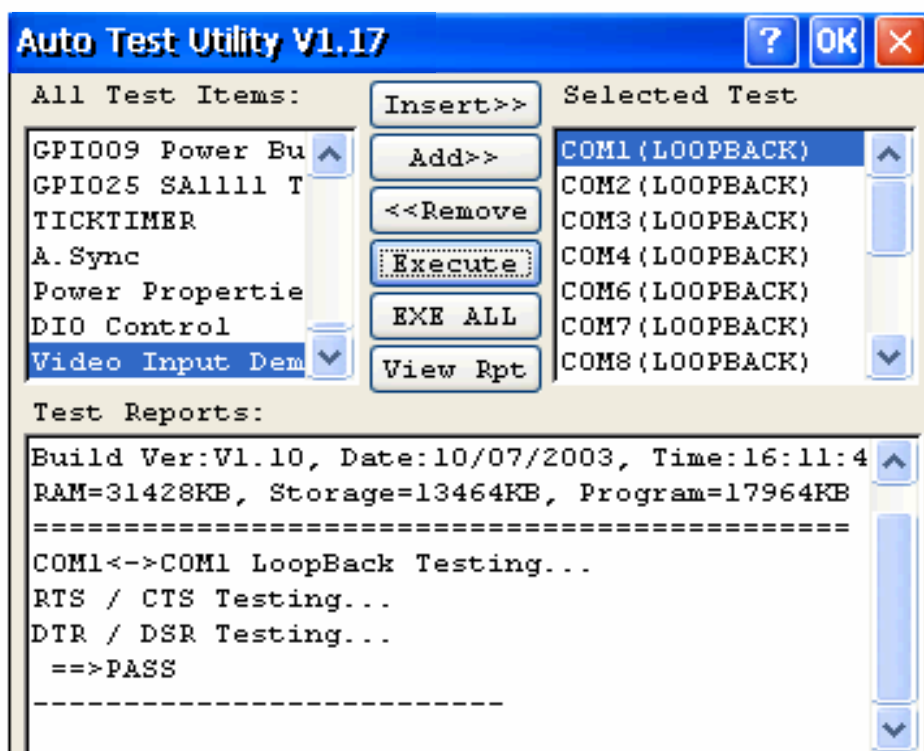 Auto Test Utility V1.17
? OK
All Test Items:
GPIO09 Power Bu
GPIO25 SA1111 T
TICKTIMER
A.Sync
Power Propertie
DIO Control
Video Input Dem
Insert>>
Add>>
<<Remove
Execute
EXE ALL
View Rpt
Selected Test
COM1(LOOPBACK)
COM2(LOOPBACK)
COM3(LOOPBACK)
COM4(LOOPBACK)
COM6(LOOPBACK)
COM7(LOOPBACK)
COM8(LOOPBACK)
Test Reports:
Build Ver:V1.10, Date:10/07/2003, Time:16:11:4
RAM=31428KB, Storage=13464KB, Program=17964KB
=============================================
COM1<->COM1 LoopBack Testing...
RTS / CTS Testing...
DTR / DSR Testing...
==>PASS
--------------------------